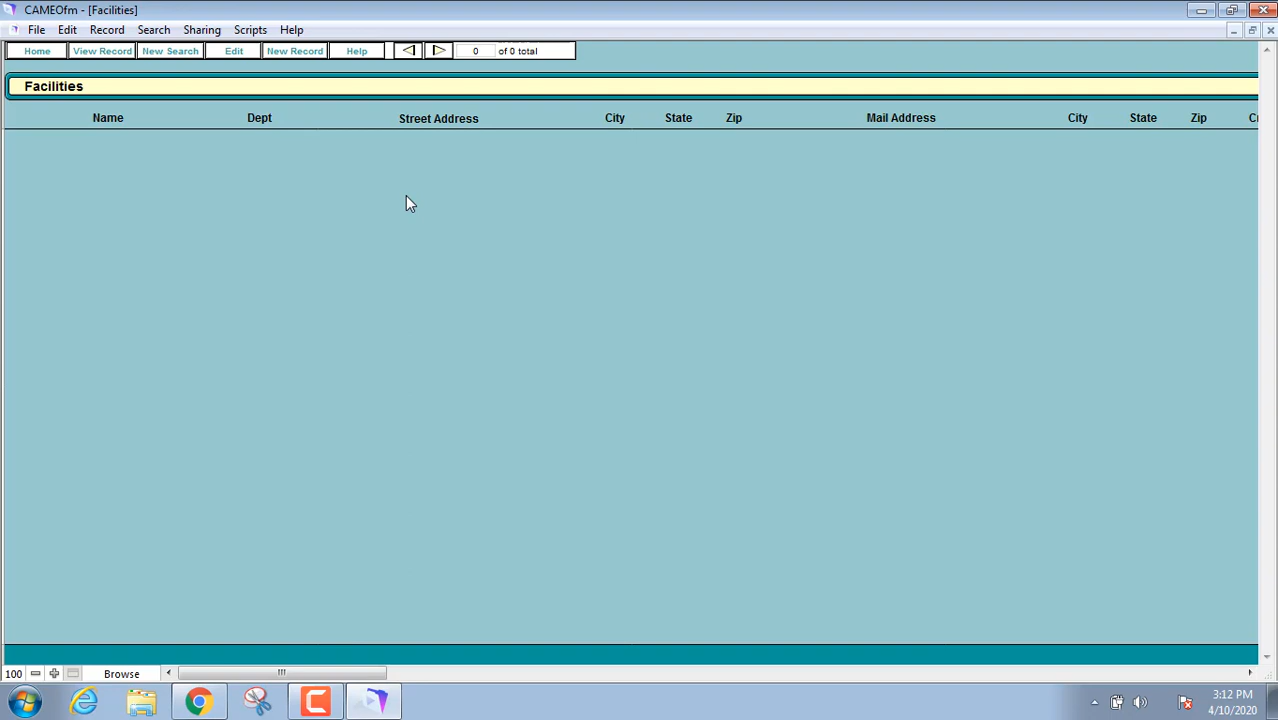 CAMEOfm - [Facilities]
File Edit Record Search Sharing Scripts Help
Home View Record New Search Edit New Record Help 0 of 0 total
Facilities
Name Dept Street Address City State Zip Mail Address City State Zip
100 Browse
3:12 PM
4/10/2020